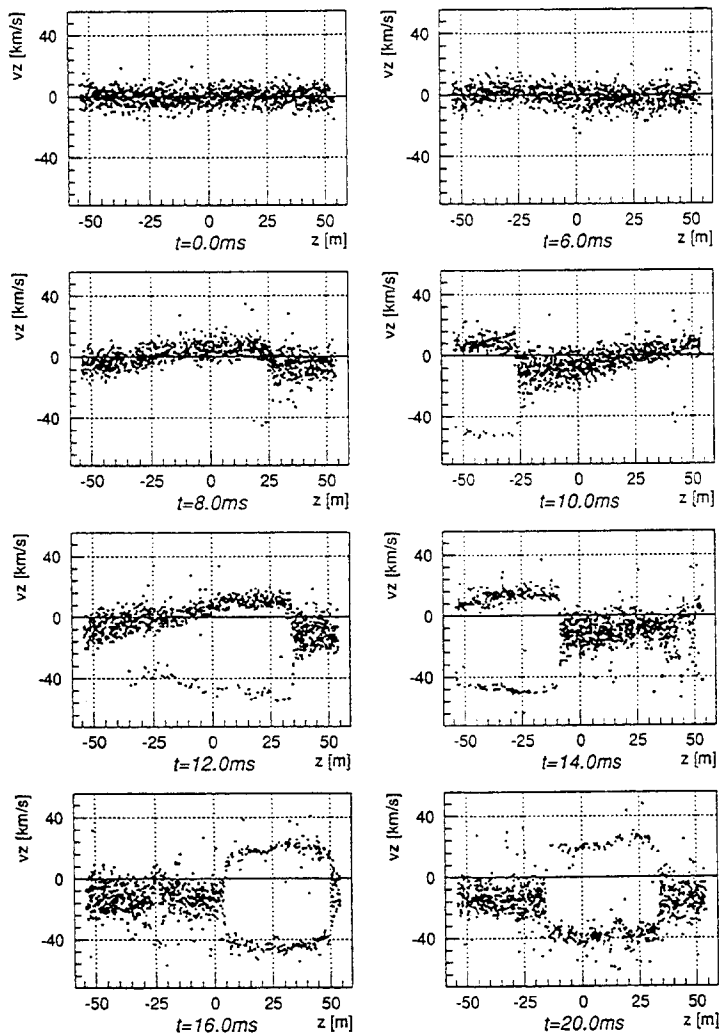 vz [km/s]
40
0
-40
-50 -25 0 25 50
t=0.0ms z [m]
vz [km/s]
40
0
-40
-50 -25 0 25 50
t=6.0ms z [m]
vz [km/s]
40
0
-40
-50 -25 0 25 50
t=8.0ms z [m]
vz [km/s]
40
0
-40
-50 -25 0 25 50
t=10.0ms z [m]
vz [km/s]
40
0
-40
-50 -25 0 25 50
t=12.0ms z [m]
vz [km/s]
40
0
-40
-50 -25 0 25 50
t=14.0ms z [m]
vz [km/s]
40
0
-40
-50 -25 0 25 50
t=16.0ms z [m]
vz [km/s]
40
0
-40
-50 -25 0 25 50
t=20.0ms z [m]